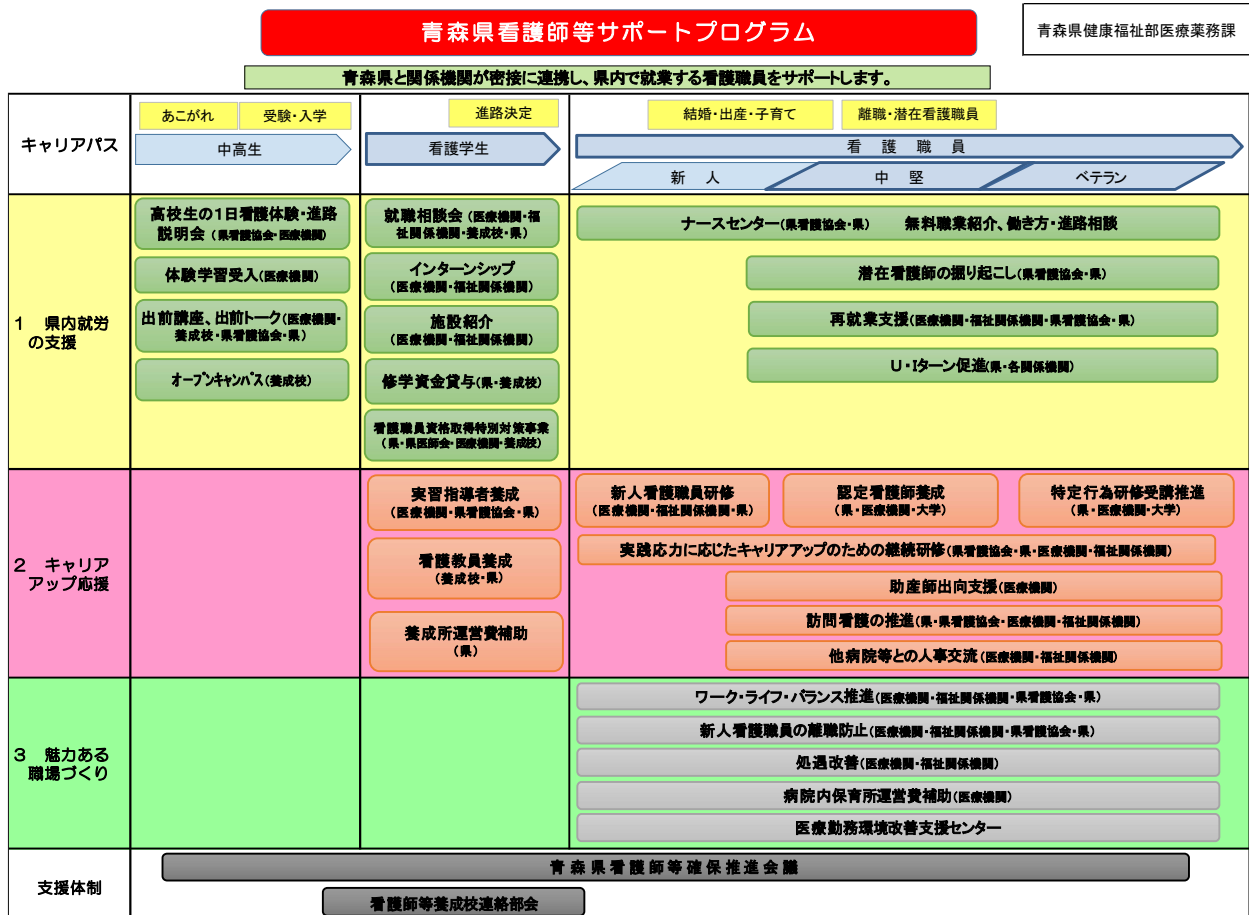 青森県看護師等サポートプログラム
青森県健康福祉部医療薬務課
青森県と関係機関が密接に連携し、県内で就業する看護職員をサポートします。
キャリアパス
あこがれ
受験・入学
中高生
進路決定
看護学生
結婚・出産・子育て
離職・潜在看護職員
看 護 職 員
新 人
中 堅
ベテラン
1 県内就労
の支援
高校生の1日看護体験・進路
説明会(県看護協会・医療機関)
体験学習受入(医療機関)
出前講座、出前トーク(医療機関・
養成校・県看護協会・県)
オープンキャンパス(養成校)
就職相談会(医療機関・福
祉関係機関・養成校・県)
インターンシップ
(医療機関・福祉関係機関)
施設紹介
(医療機関・福祉関係機関)
修学資金貸与(県・養成校)
看護職員資格取得特別対策事業
(県・県医師会・医療機関・養成校)
ナースセンター(県看護協会・県) 無料職業紹介、働き方・進路相談
潜在看護師の掘り起こし(県看護協会・県)
再就業支援(医療機関・福祉関係機関・県看護協会・県)
U・Iターン促進(県・各関係機関)
2 キャリア
アップ応援
実習指導者養成
(医療機関・県看護協会・県)
看護教員養成
(養成校・県)
養成所運営費補助
(県)
新人看護職員研修
(医療機関・福祉関係機関・県)
認定看護師養成
(県・医療機関・大学)
特定行為研修受講推進
(県・医療機関・大学)
実践応力に応じたキャリアアップのための継続研修(県看護協会・県・医療機関・福祉関係機関)
助産師出向支援(医療機関)
訪問看護の推進(県・県看護協会・医療機関・福祉関係機関)
他病院等との人事交流(医療機関・福祉関係機関)
3 魅力ある
職場づくり
ワーク・ライフ・バランス推進(医療機関・福祉関係機関・県看護協会・県)
新人看護職員の離職防止(医療機関・福祉関係機関・県看護協会・県)
処遇改善(医療機関・福祉関係機関)
病院内保育所運営費補助(医療機関)
医療勤務環境改善支援センター
支援体制
青森県看護師等確保推進会議
看護師等養成校連絡部会